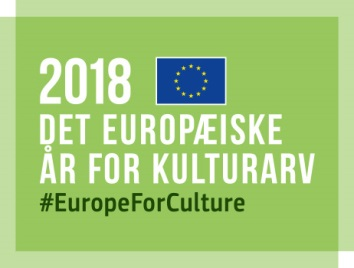 2018
DET EUROPÆISKE
ÅR FOR KULTURARV
#EuropeForCulture